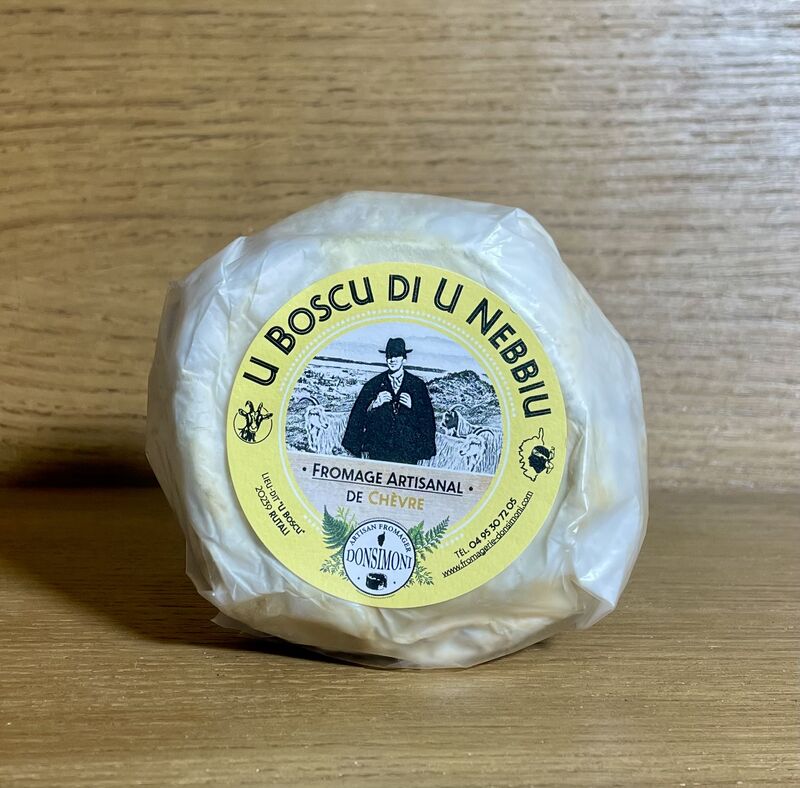 U BOSCU DI U NEBBIU
• FROMAGE ARTISANAL •
DE CHÈVRE
LIEU-DIT "U BOSCU"
20239 RUTALI
ARTISAN FROMAGER
DONSIMONI
TÉL. 04 95 30 72 05
www.fromagerie-donsimoni.com